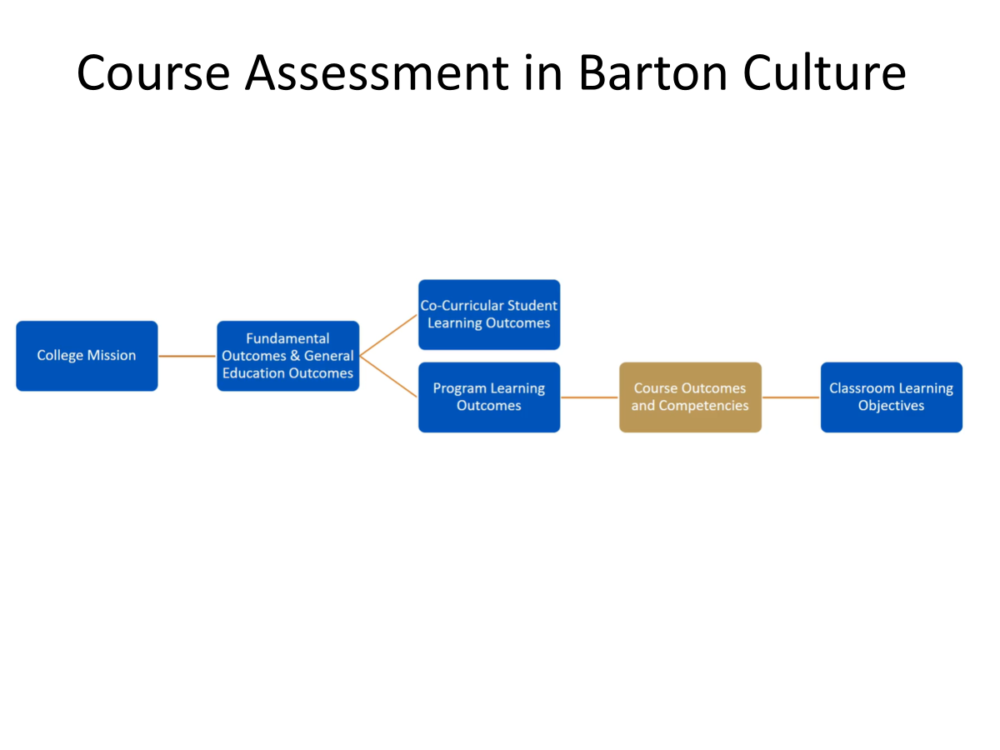 Course Assessment in Barton Culture
College Mission
Fundamental
Outcomes & General
Education Outcomes
Co-Curricular Student
Learning Outcomes
Program Learning
Outcomes
Course Outcomes
and Competencies
Classroom Learning
Objectives